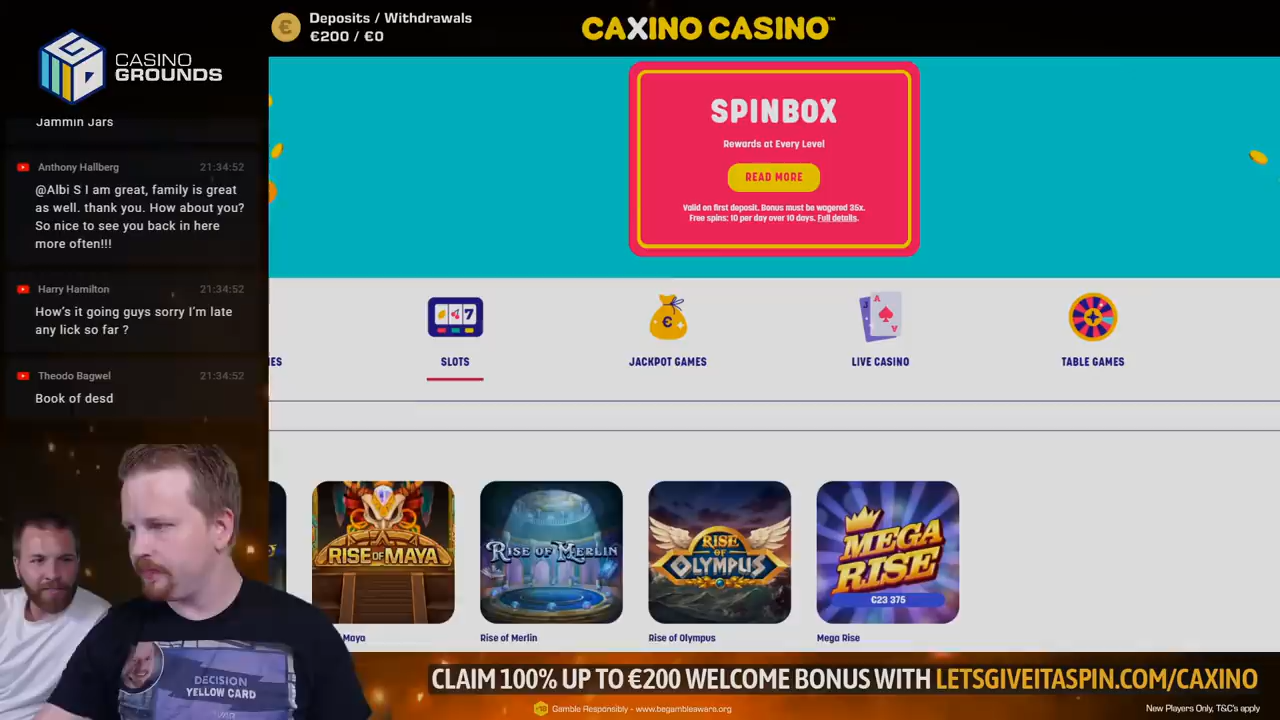 Deposits / Withdrawals
€200 / €0
CAXINO CASINO™
CASINO
GROUNDS
Jammin Jars
Anthony Hallberg 21:34:52
@Albi S I am great, family is great
as well. thank you. How about you?
So nice to see you back in here
more often!!!
Harry Hamilton 21:34:52
How's it going guys sorry I'm late
any lick so far ?
Theodo Bagwel 21:34:52
Book of desd
SPINBOX
Rewards at Every Level
READ MORE
Valid on first deposit. Bonus must be wagered 35x.
Free spins: 10 per day over 10 days. Full details.
SLOTS
JACKPOT GAMES
LIVE CASINO
TABLE GAMES
RISE OF MAYA
RISE OF MERLIN
RISE OF OLYMPUS
MEGA RISE
€23 375
Maya
Rise of Merlin
Rise of Olympus
Mega Rise
DECISION
YELLOW CARD
CLAIM 100% UP TO €200 WELCOME BONUS WITH LETSGIVEITASPIN.COM/CAXINO
Gamble Responsibly - www.begambleaware.org
New Players Only, T&C's apply